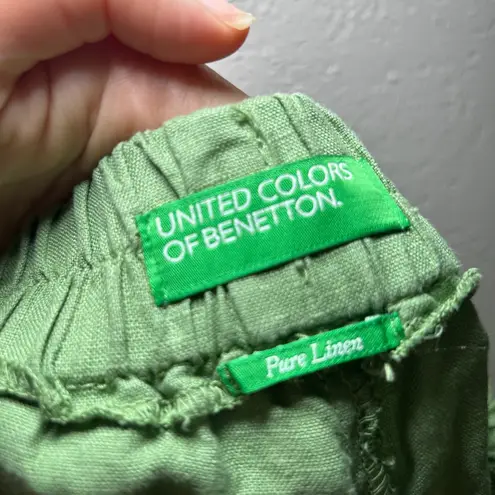 UNITED COLORS
OF BENETTON.
Pure Linen